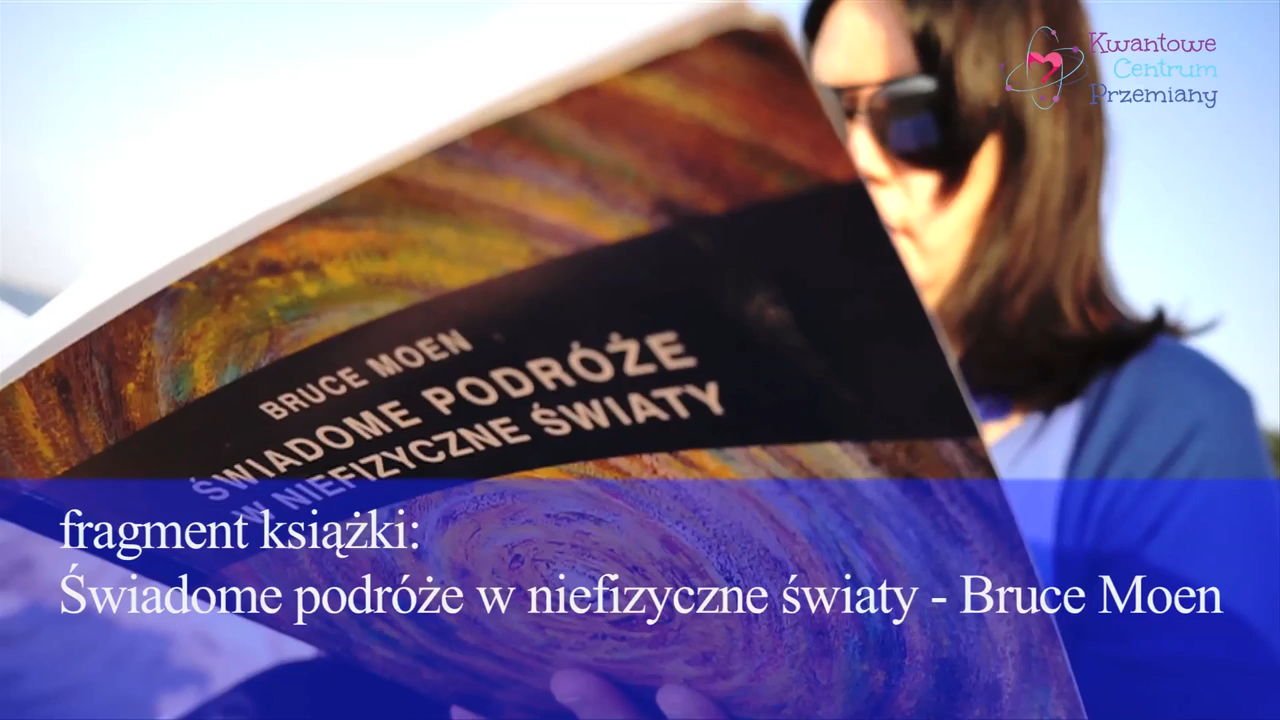 Kwantowe
Centrum
Przemiany
BRUCE MOEN
ŚWIADOME PODRÓŻE
W NIEFIZYCZNE ŚWIATY
fragment książki:
Świadome podróże w niefizyczne światy - Bruce Moen